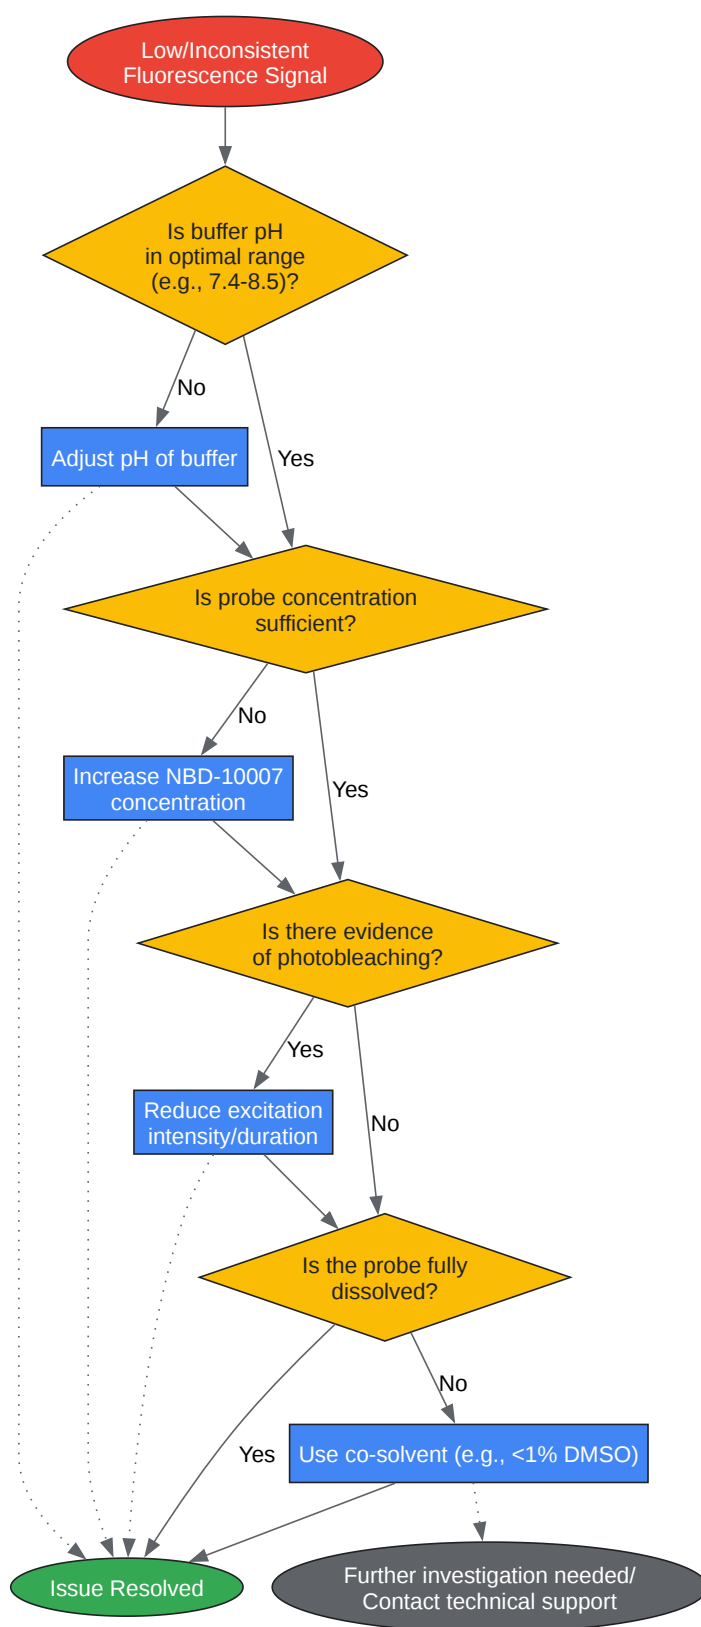 Low/Inconsistent
Fluorescence Signal
Is buffer pH
in optimal range
(e.g., 7.4-8.5)?
No
Adjust pH of buffer
Yes
Is probe concentration
sufficient?
No
Increase NBD-10007
concentration
Yes
Is there evidence
of photobleaching?
Yes
Reduce excitation
intensity/duration
No
Is the probe fully
dissolved?
No
Yes
Use co-solvent (e.g., <1% DMSO)
Issue Resolved
Further investigation needed/
Contact technical support